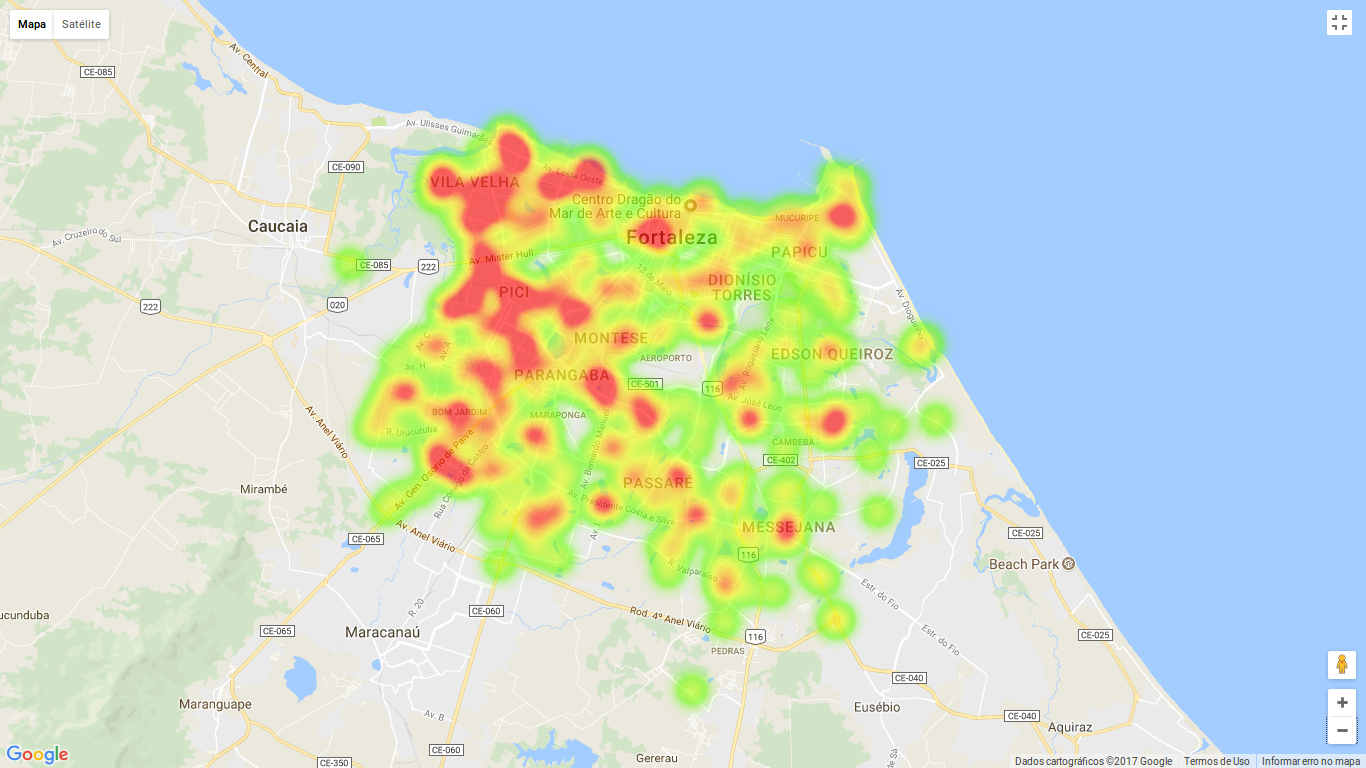 Mapa
Satélite
Av. Central
CE-085
Av. Ulisses Guimarães
CE-090
Av. Leste Oeste
VILA VELHA
Centro Dragão do
Mar de Arte e Cultura
Caucaia
MUCURIPE
Fortaleza
Av. Cruzeiro do Sul
PAPICU
Av. Mister Hull
CE-085
222
13 de Maio
DIONÍSIO
TORRES
PICI
222
020
Av. Dioguinho
Av. C
Av. A
MONTESE
Av. Rogaciano Leite
EDSON QUEIROZ
AEROPORTO
Av. H
PARANGABA
CE-501
116
Av. José Leon
BOM JARDIM
MARAPONGA
Av. Anel Viário
R. Urucutuba
CAMBEBA
Av. Bernardo Manuel
Av. Gen. Osório de Paiva
CE-402
CE-025
Rua Cônego de Castro
PASSARÉ
Mirambé
Av. Presidente Costa e Silva
Av. I
MESSEJANA
Av. Anel Viário
CE-065
CE-025
116
Beach Park
R. Valparaíso
Estr. do Fio
R. 20
CE-060
ucunduba
Rod. 4º Anel Viário
CE-065
Maracanaú
116
Estr. do Fio
CE-025
PEDRAS
CE-040
Maranguape
Eusébio
Av. B
CE-040
Aquiraz
CE-060
Gererau
de Sá
CE-350
Google
Dados cartográficos ©2017 Google
Termos de Uso
Informar erro no mapa